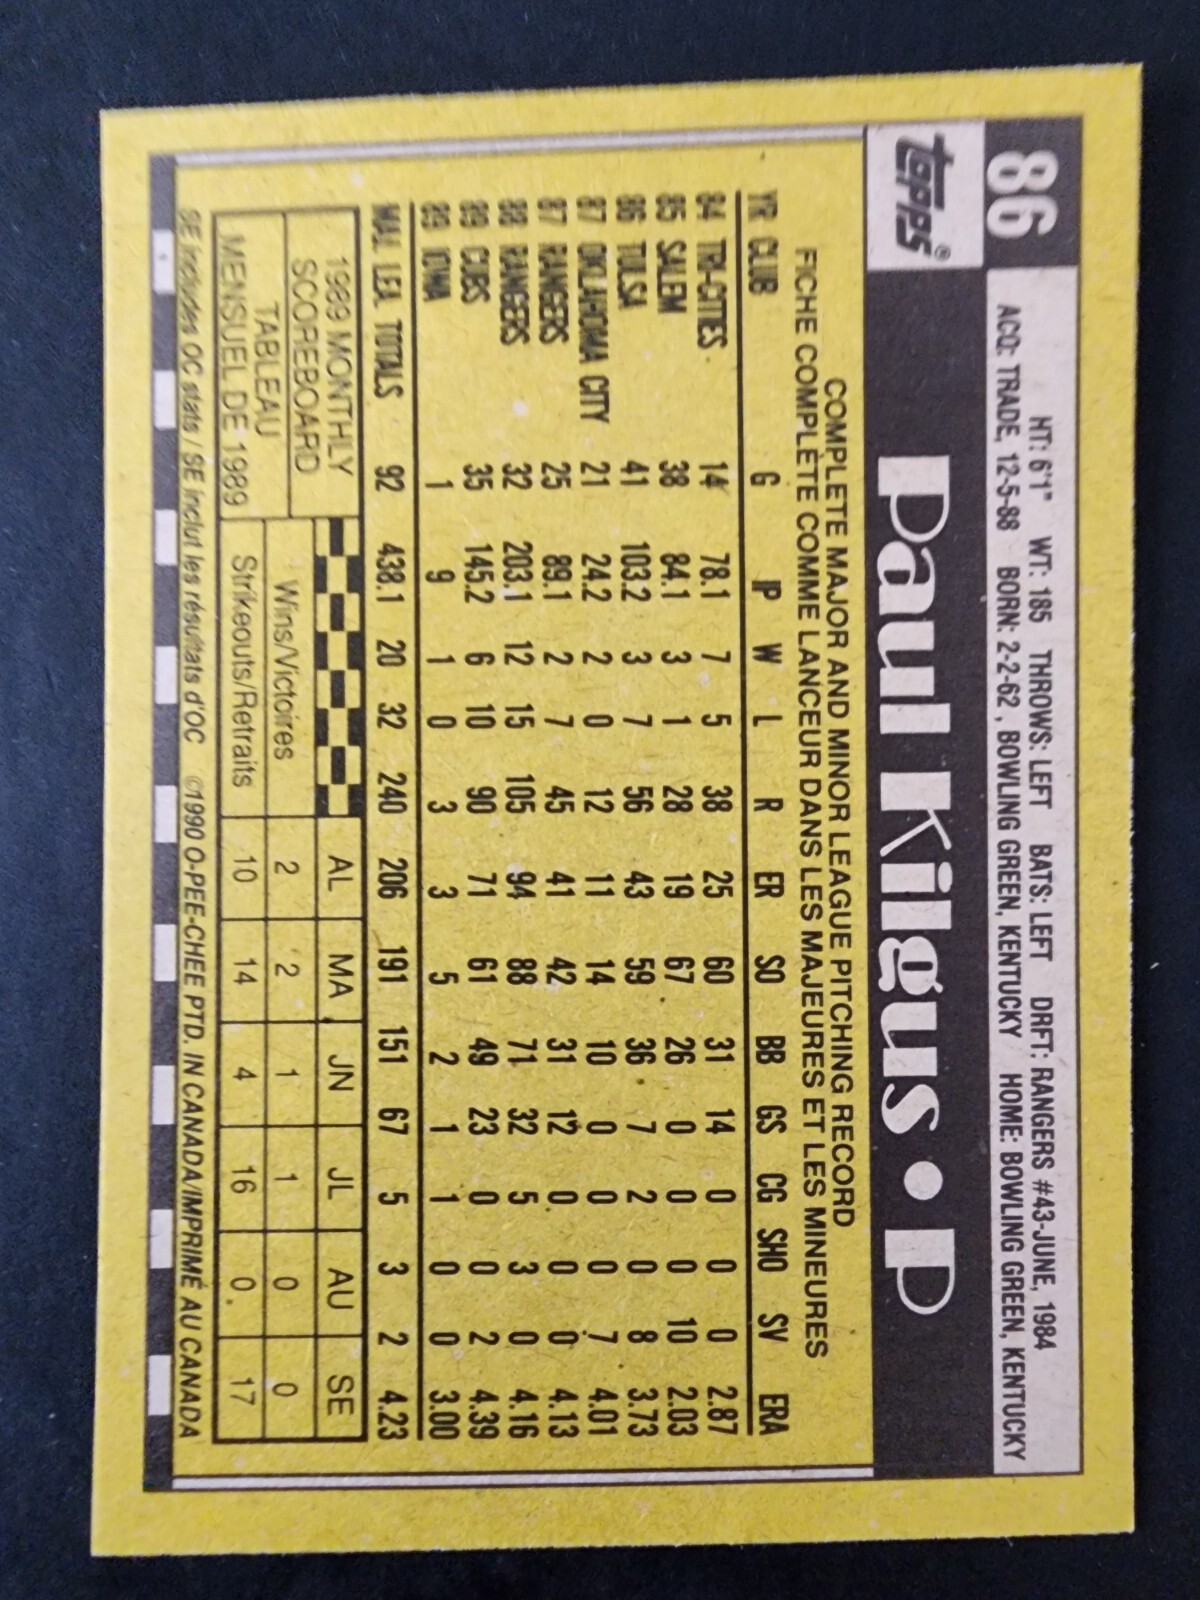 86
HT: 6'1" WT: 185 THROWS: LEFT BATS: LEFT DRFT: RANGERS #43-JUNE, 1984
ACQ: TRADE, 12-5-88 BORN: 2-2-62, BOWLING GREEN, KENTUCKY HOME: BOWLING GREEN, KENTUCKY
topps®
Paul Kilgus • P
COMPLETE MAJOR AND MINOR LEAGUE PITCHING RECORD
FICHE COMPLÈTE COMME LANCEUR DANS LES MAJEURES ET LES MINEURES
YR CLUB G IP W L R ER SO BB GS CG SHO SV ERA
84 TRI-CITIES 14 78.1 7 5 38 25 60 31 14 0 0 0 2.87
85 SALEM 38 84.1 3 1 28 19 67 26 0 0 0 10 2.03
86 TULSA 41 103.2 3 7 56 43 59 36 7 2 0 8 3.73
87 OKLAHOMA CITY 21 24.2 2 0 12 11 14 10 0 0 0 7 4.01
87 RANGERS 25 89.1 2 7 45 41 42 31 12 0 0 0 4.13
88 RANGERS 32 203.1 12 15 105 94 88 71 32 5 3 0 4.16
89 CUBS 35 145.2 6 10 90 71 61 49 23 0 0 2 4.39
89 IOWA 1 9 1 0 3 3 5 2 1 1 0 0 3.00
MAJ. LEA. TOTALS 92 438.1 20 32 240 206 191 151 67 5 3 2 4.23
1989 MONTHLY
SCOREBOARD
TABLEAU
MENSUEL DE 1989
AL MA JN JL AU SE
Wins/Victoires 2 2 1 1 0 0
Strikeouts/Retraits 10 14 4 16 0 17
SE includes OC stats / SE inclut les résultats d'OC ©1990 O-PEE-CHEE PTD. IN CANADA/IMPRIMÉ AU CANADA